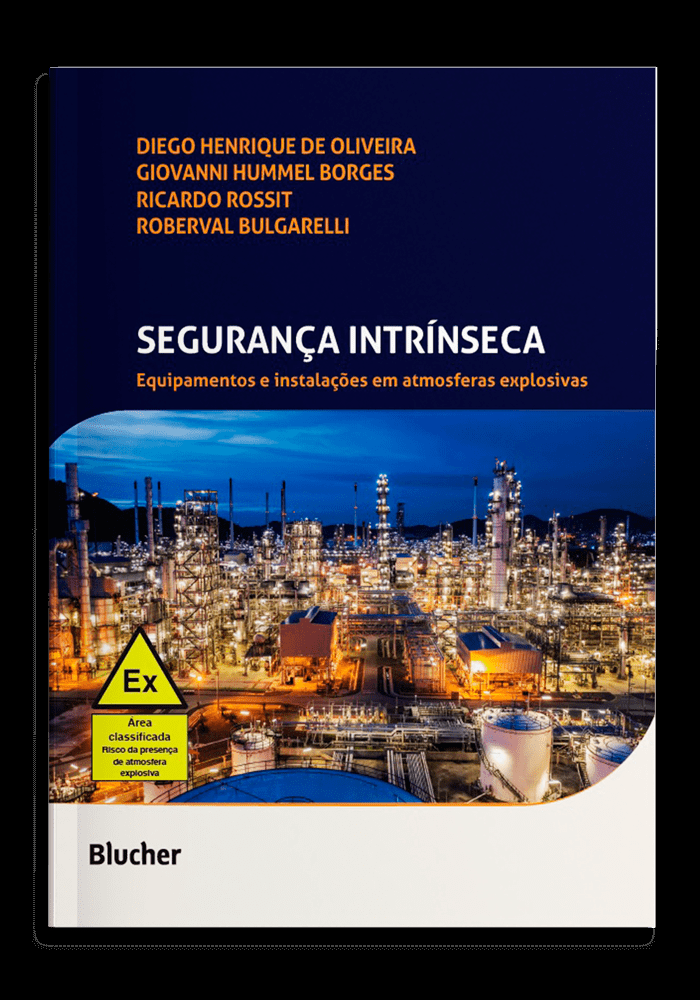 DIEGO HENRIQUE DE OLIVEIRA
GIOVANNI HUMMEL BORGES
RICARDO ROSSIT
ROBERVAL BULGARELLI
SEGURANÇA INTRÍNSECA
Equipamentos e instalações em atmosferas explosivas
Ex
Área
classificada
Risco da presença
de atmosfera
explosiva
Blucher